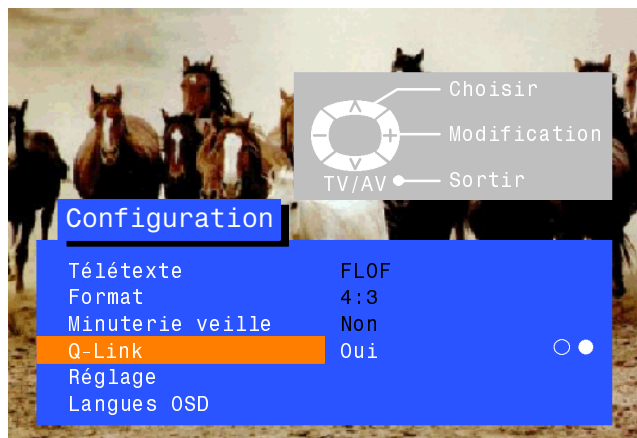 Choisir
Modification
TV/AV Sortir
Configuration
Télétexte FLOF
Format 4:3
Minuterie veille Non
Q-Link Oui
Réglage
Langues OSD